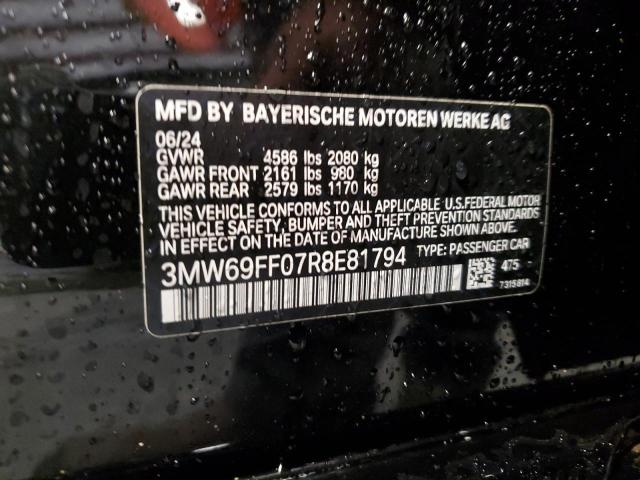 MFD BY BAYERISCHE MOTOREN WERKE AG
06/24
GVWR 4586 lbs 2080 kg
GAWR FRONT 2161 lbs 980 kg
GAWR REAR 2579 lbs 1170 kg
THIS VEHICLE CONFORMS TO ALL APPLICABLE U.S.FEDERAL MOTOR
VEHICLE SAFETY, BUMPER AND THEFT PREVENTION STANDARDS
IN EFFECT ON THE DATE OF MANUFACTURE SHOWN ABOVE.
3MW69FF07R8E81794 TYPE: PASSENGER CAR
475
7315814